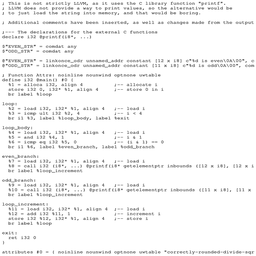 ; This is not strictly LLVM, as it uses the C library function "printf".
; LLVM does not provide a way to print values, so the alternative would be
; to just load the string into memory, and that would be boring.
; Additional comments have been inserted, as well as changes made from the output
;--- The declarations for the external C functions
declare i32 @printf(i8*, ...)
$"EVEN_STR" = comdat any
$"ODD_STR" = comdat any
@"EVEN_STR" = linkonce_odr unnamed_addr constant [12 x i8] c"%d is even\0A\00", c
@"ODD_STR" = linkonce_odr unnamed_addr constant [11 x i8] c"%d is odd\0A\00", com
; Function Attrs: noinline nounwind optnone uwtable
define i32 @main() #0 {
%1 = alloca i32, align 4 ;-- allocate i
store i32 0, i32* %1, align 4 ;-- store 0 in i
br label %loop
loop:
%2 = load i32, i32* %1, align 4 ;-- load i
%3 = icmp ult i32 %2, 4 ;-- i < 4
br i1 %3, label %loop_body, label %exit
loop_body:
%4 = load i32, i32* %1, align 4 ;-- load i
%5 = and i32 %4, 1 ;-- i & 1
%6 = icmp eq i32 %5, 0 ;-- (i & 1) == 0
br i1 %6, label %even_branch, label %odd_branch
even_branch:
%7 = load i32, i32* %1, align 4 ;-- load i
%8 = call i32 (i8*, ...) @printf(i8* getelementptr inbounds ([12 x i8], [12 x i
br label %loop_increment
odd_branch:
%9 = load i32, i32* %1, align 4 ;-- load i
%10 = call i32 (i8*, ...) @printf(i8* getelementptr inbounds ([11 x i8], [11 x
br label %loop_increment
loop_increment:
%11 = load i32, i32* %1, align 4 ;-- load i
%12 = add i32 %11, 1 ;-- increment i
store i32 %12, i32* %1, align 4 ;-- store i
br label %loop
exit:
ret i32 0
}
attributes #0 = { noinline nounwind optnone uwtable "correctly-rounded-divide-sqr